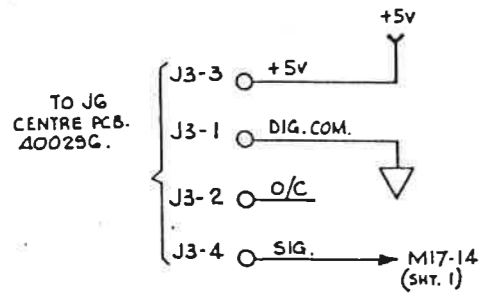 +5V
J3-3 +5V
TO J6
CENTRE PCB.
400296.
J3-1 DIG. COM.
J3-2 O/C
J3-4 SIG.
M17-14
(SHT. 1)